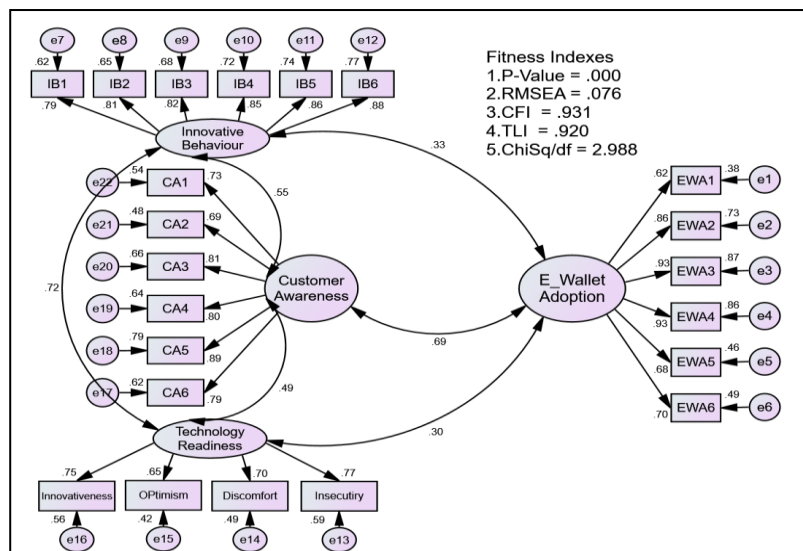 e7 e8 e9 e10 e11 e12
.62 .65 .68 .72 .74 .77
IB1 IB2 IB3 IB4 IB5 IB6
.79 .81 .82 .85 .86 .88
Innovative
Behaviour
Fitness Indexes
1.P-Value = .000
2.RMSEA = .076
3.CFI = .931
4.TLI = .920
5.ChiSq/df = 2.988
.33
.55
.72
e22 .54 CA1 .73
e21 .48 CA2 .69
e20 .66 CA3 .81
e19 .64 CA4 .80
e18 .79 CA5 .89
e17 .62 CA6 .79
Customer
Awareness
.69
.49
.30
E_Wallet
Adoption
.62 EWA1 .38 e1
.86 EWA2 .73 e2
.93 EWA3 .87 e3
.93 EWA4 .86 e4
.68 EWA5 .46 e5
.70 EWA6 .49 e6
Technology
Readiness
.75 .65 .70 .77
Innovativeness OPtimism Discomfort Insecutiry
.56 .42 .49 .59
e16 e15 e14 e13